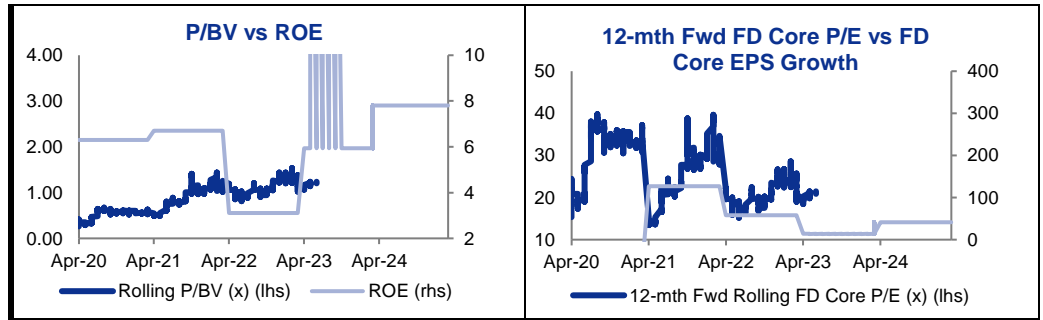 P/BV vs ROE
4.00
3.00
2.00
1.00
0.00
10
8
6
4
2
Apr-20 Apr-21 Apr-22 Apr-23 Apr-24
Rolling P/BV (x) (lhs) ROE (rhs)
12-mth Fwd FD Core P/E vs FD
Core EPS Growth
50
40
30
20
10
400
300
200
100
0
Apr-20 Apr-21 Apr-22 Apr-23 Apr-24
12-mth Fwd Rolling FD Core P/E (x) (lhs)